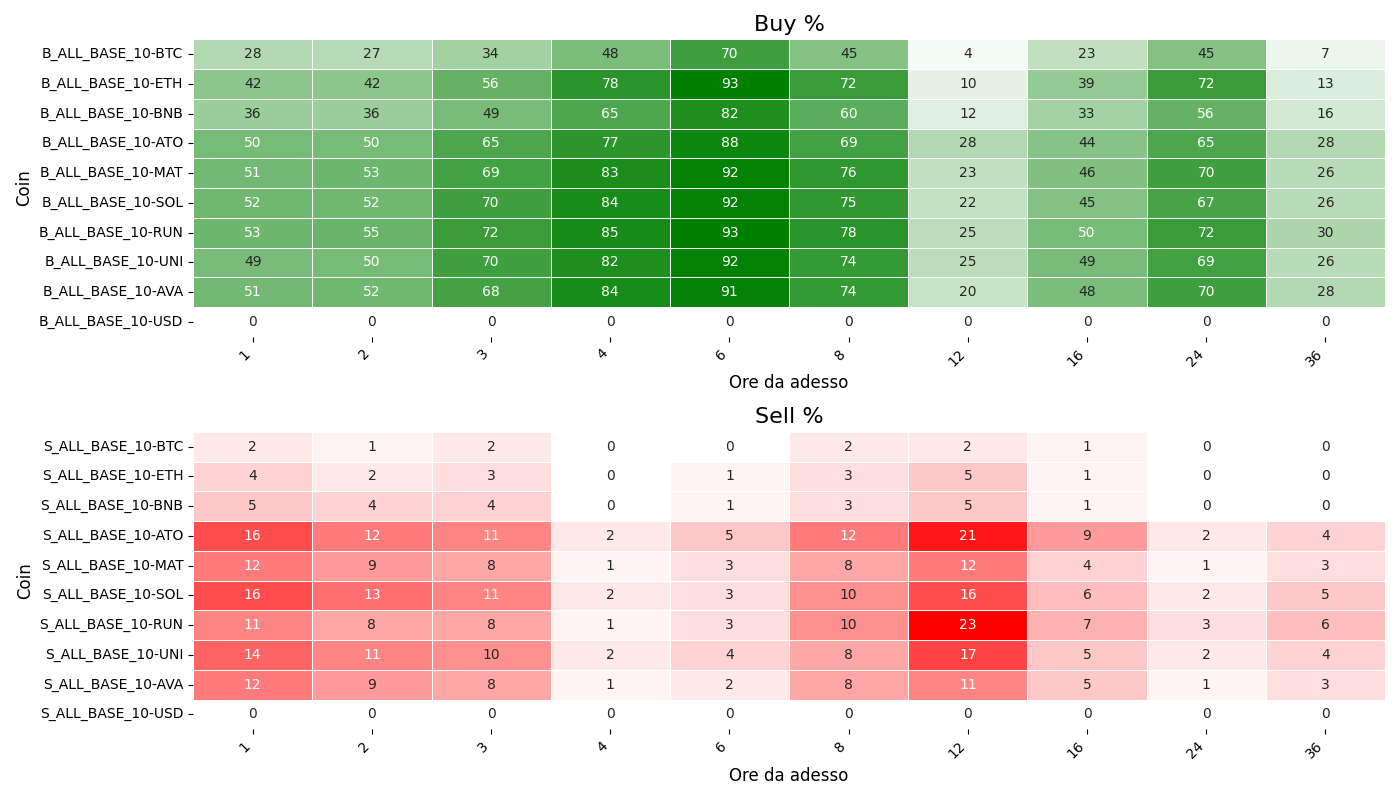 Buy %
Coin
B_ALL_BASE_10-BTC 28 27 34 48 70 45 4 23 45 7
B_ALL_BASE_10-ETH 42 42 56 78 93 72 10 39 72 13
B_ALL_BASE_10-BNB 36 36 49 65 82 60 12 33 56 16
B_ALL_BASE_10-ATO 50 50 65 77 88 69 28 44 65 28
B_ALL_BASE_10-MAT 51 53 69 83 92 76 23 46 70 26
B_ALL_BASE_10-SOL 52 52 70 84 92 75 22 45 67 26
B_ALL_BASE_10-RUN 53 55 72 85 93 78 25 50 72 30
B_ALL_BASE_10-UNI 49 50 70 82 92 74 25 49 69 26
B_ALL_BASE_10-AVA 51 52 68 84 91 74 20 48 70 28
B_ALL_BASE_10-USD 0 0 0 0 0 0 0 0 0 0
1 2 3 4 6 8 12 16 24 36
Ore da adesso
Sell %
Coin
S_ALL_BASE_10-BTC 2 1 2 0 0 2 2 1 0 0
S_ALL_BASE_10-ETH 4 2 3 0 1 3 5 1 0 0
S_ALL_BASE_10-BNB 5 4 4 0 1 3 5 1 0 0
S_ALL_BASE_10-ATO 16 12 11 2 5 12 21 9 2 4
S_ALL_BASE_10-MAT 12 9 8 1 3 8 12 4 1 3
S_ALL_BASE_10-SOL 16 13 11 2 3 10 16 6 2 5
S_ALL_BASE_10-RUN 11 8 8 1 3 10 23 7 3 6
S_ALL_BASE_10-UNI 14 11 10 2 4 8 17 5 2 4
S_ALL_BASE_10-AVA 12 9 8 1 2 8 11 5 1 3
S_ALL_BASE_10-USD 0 0 0 0 0 0 0 0 0 0
1 2 3 4 6 8 12 16 24 36
Ore da adesso